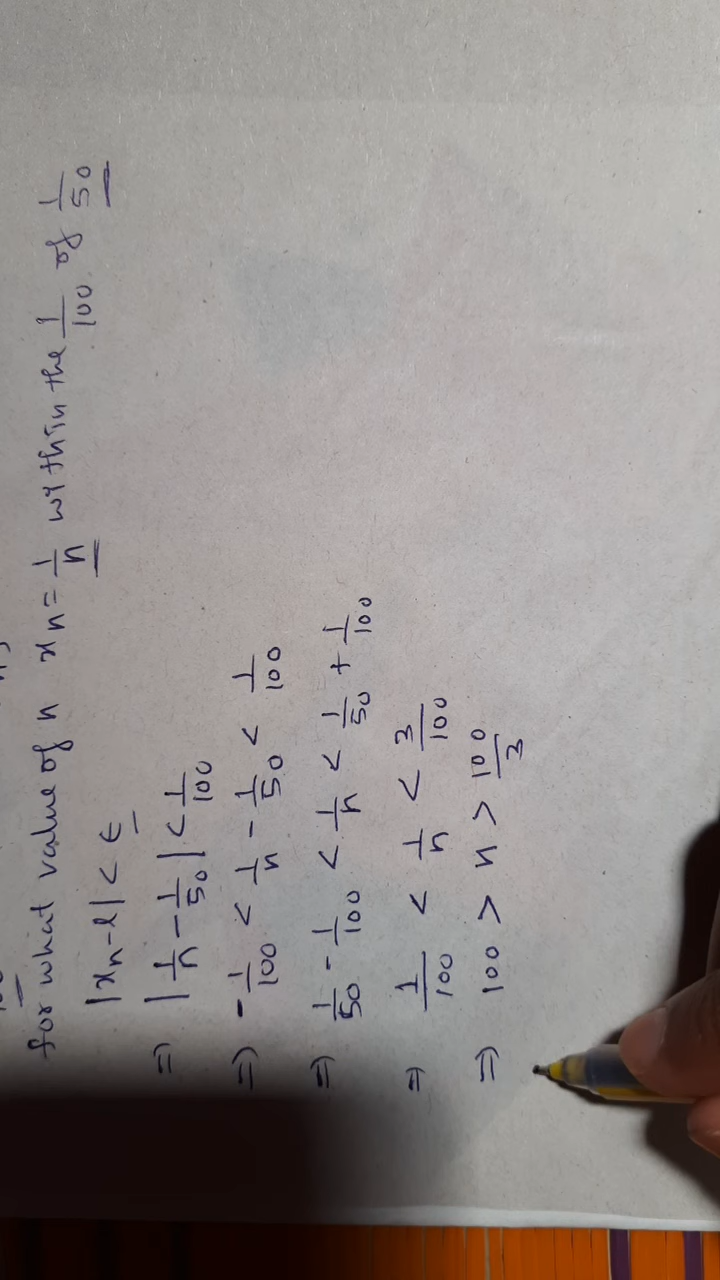 for what value of n x_n = 1/n within the 1/100 of 1/50
|x_n - l| < ε
⇒ |1/n - 1/50| < 1/100
⇒ -1/100 < 1/n - 1/50 < 1/100
⇒ 1/50 - 1/100 < 1/n < 1/50 + 1/100
⇒ 1/100 < 1/n < 3/100
⇒ 100 > n > 100/3